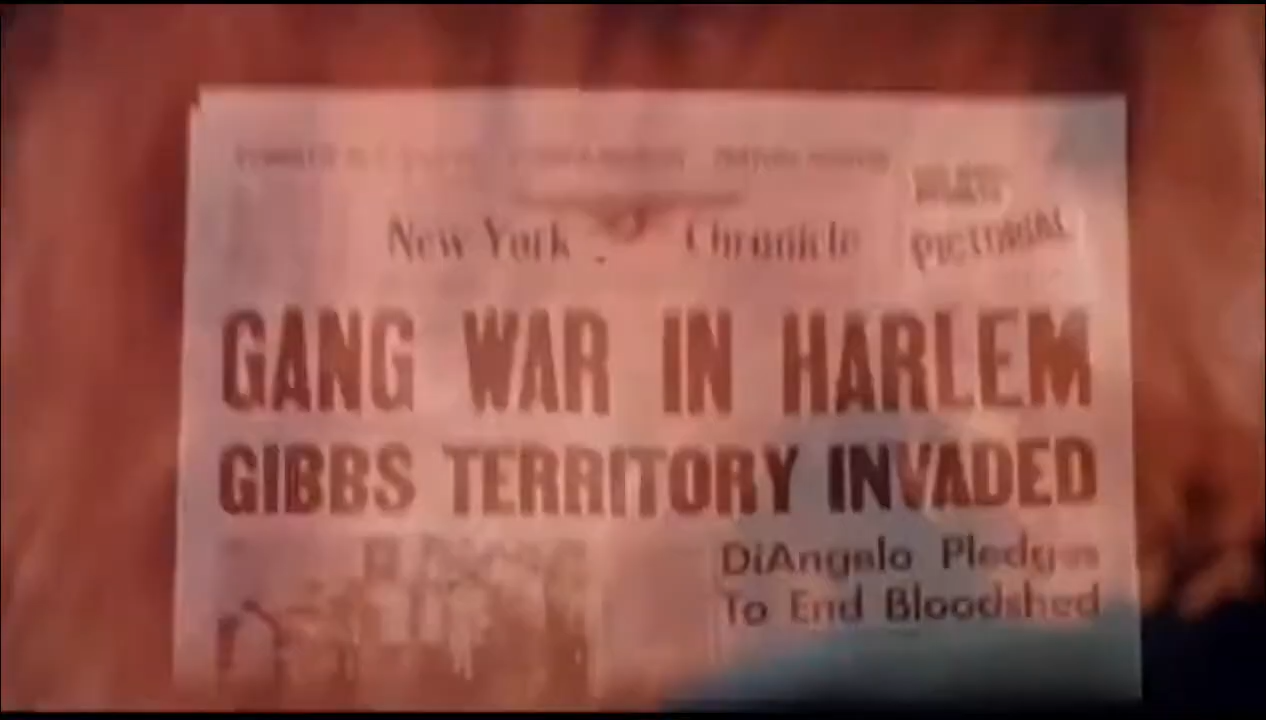 New York Chronicle
PICTORIAL
GANG WAR IN HARLEM
GIBBS TERRITORY INVADED
DiAngelo Pledges
To End Bloodshed